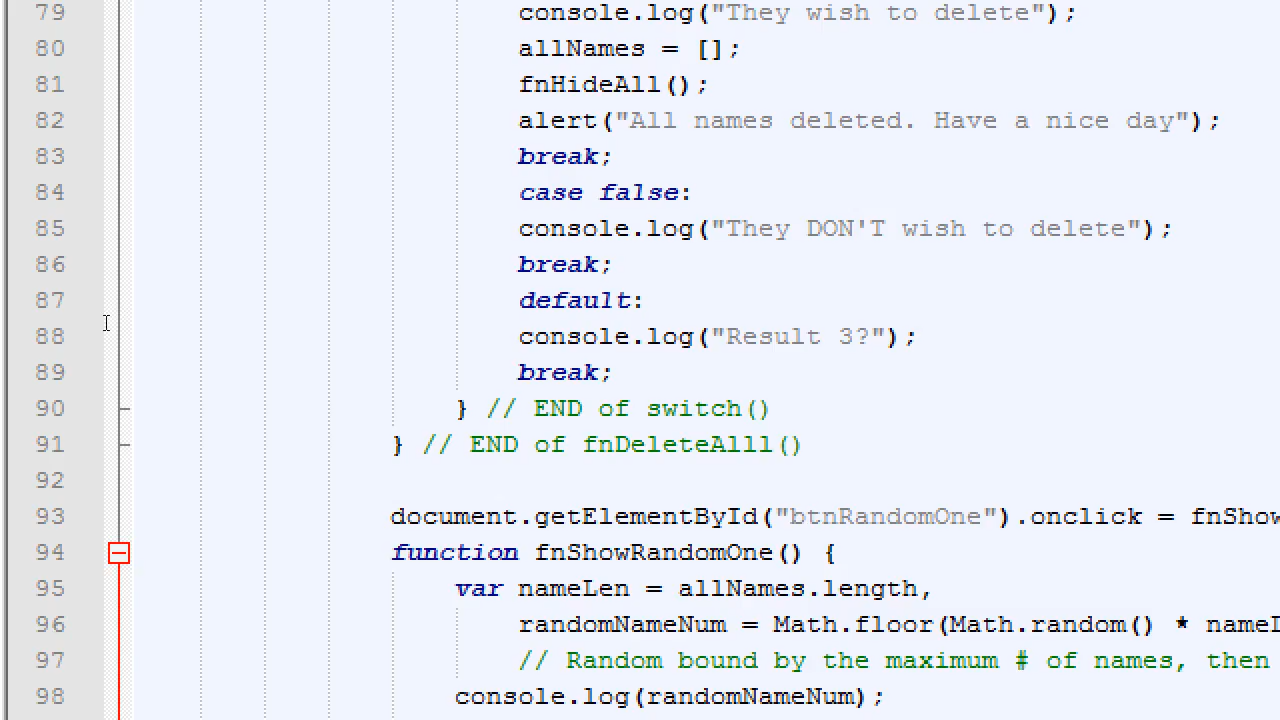 79 console.log("They wish to delete");
80 allNames = [];
81 fnHideAll();
82 alert("All names deleted. Have a nice day");
83 break;
84 case false:
85 console.log("They DON'T wish to delete");
86 break;
87 default:
88 console.log("Result 3?");
89 break;
90 } // END of switch()
91 } // END of fnDeleteAlll()
92
93 document.getElementById("btnRandomOne").onclick = fnShow
94 function fnShowRandomOne() {
95 var nameLen = allNames.length,
96 randomNameNum = Math.floor(Math.random() * nameL
97 // Random bound by the maximum # of names, then
98 console.log(randomNameNum);